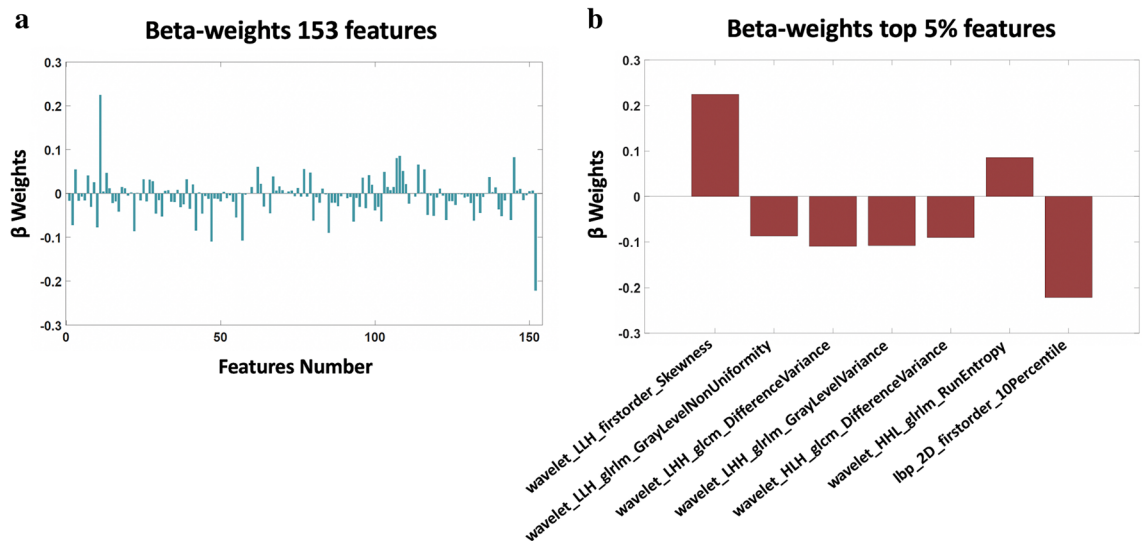 a
Beta-weights 153 features
0.3
0.2
0.1
0
-0.1
-0.2
-0.3
β Weights
0
50
100
150
Features Number
b
Beta-weights top 5% features
0.3
0.2
0.1
0
-0.1
-0.2
-0.3
β Weights
wavelet_LLH_firstorder_Skewness
wavelet_LLH_glrlm_GrayLevelNonUniformity
wavelet_LHH_glcm_DifferenceVariance
wavelet_LHH_glrlm_GrayLevelVariance
wavelet_HLH_glcm_DifferenceVariance
wavelet_HHL_glrlm_RunEntropy
lbp_2D_firstorder_10Percentile